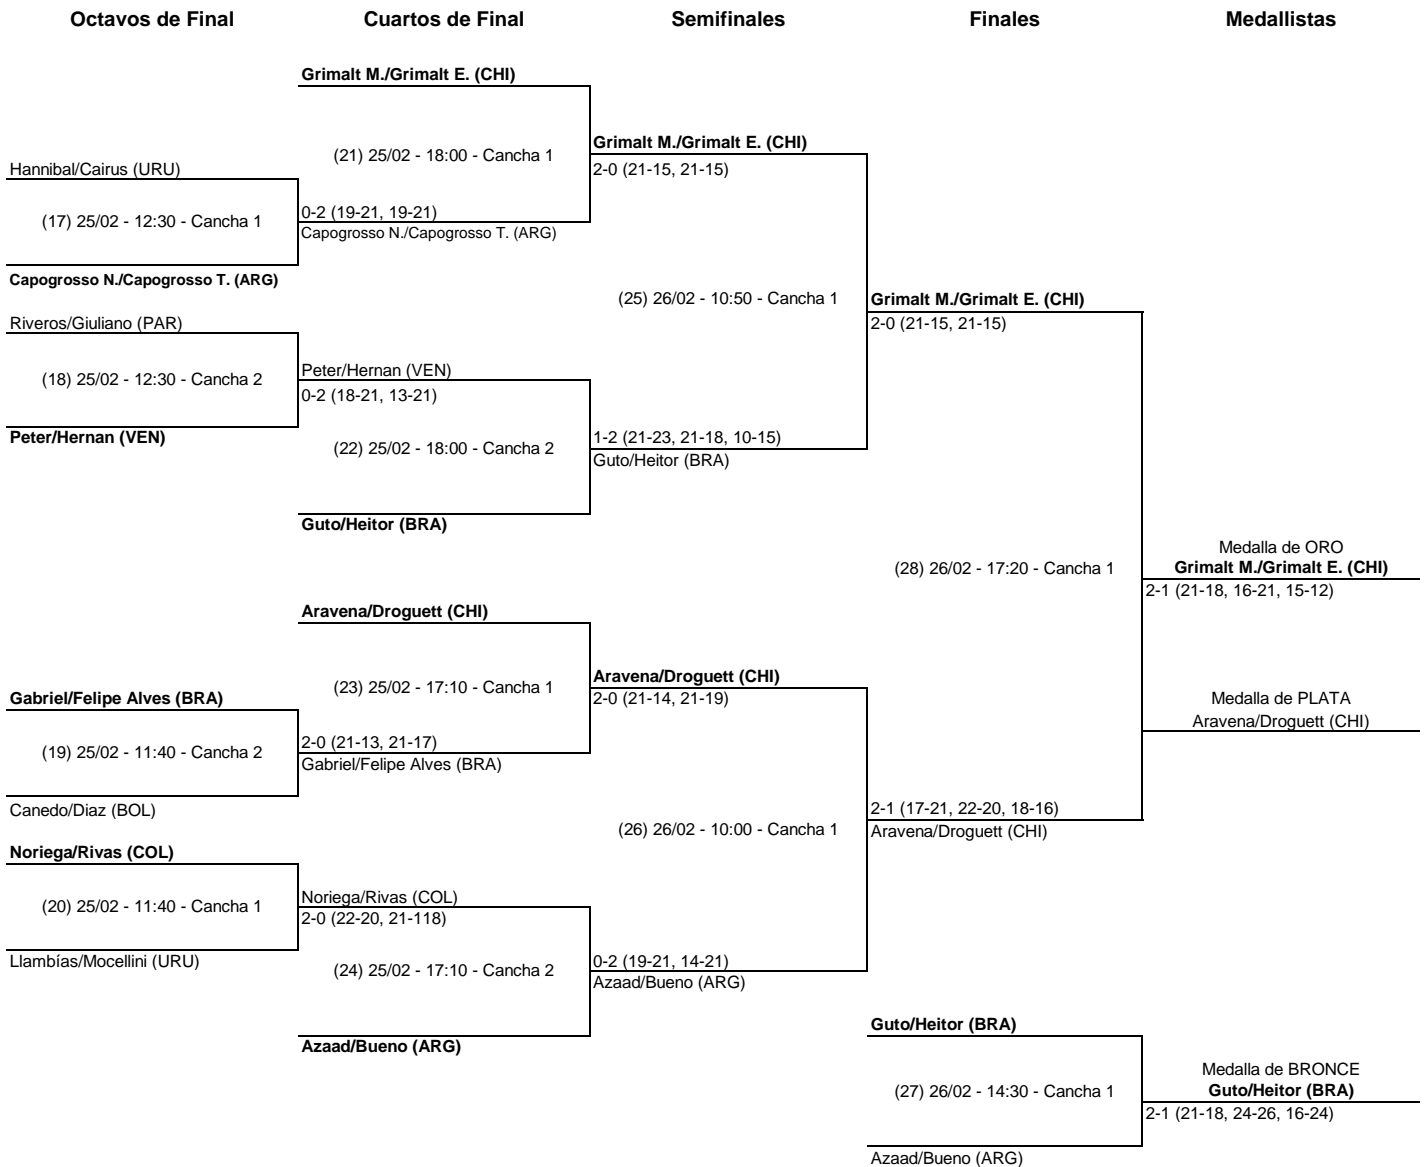 Octavos de Final
Cuartos de Final
Semifinales
Finales
Medallistas
Grimalt M./Grimalt E. (CHI)
(21) 25/02 - 18:00 - Cancha 1
Grimalt M./Grimalt E. (CHI)
2-0 (21-15, 21-15)
Hannibal/Cairus (URU)
(17) 25/02 - 12:30 - Cancha 1
0-2 (19-21, 19-21)
Capogrosso N./Capogrosso T. (ARG)
Capogrosso N./Capogrosso T. (ARG)
(25) 26/02 - 10:50 - Cancha 1
Grimalt M./Grimalt E. (CHI)
2-0 (21-15, 21-15)
Riveros/Giuliano (PAR)
(18) 25/02 - 12:30 - Cancha 2
Peter/Hernan (VEN)
0-2 (18-21, 13-21)
Peter/Hernan (VEN)
(22) 25/02 - 18:00 - Cancha 2
1-2 (21-23, 21-18, 10-15)
Guto/Heitor (BRA)
Guto/Heitor (BRA)
(28) 26/02 - 17:20 - Cancha 1
Medalla de ORO
Grimalt M./Grimalt E. (CHI)
2-1 (21-18, 16-21, 15-12)
Aravena/Droguett (CHI)
(23) 25/02 - 17:10 - Cancha 1
Aravena/Droguett (CHI)
2-0 (21-14, 21-19)
Gabriel/Felipe Alves (BRA)
(19) 25/02 - 11:40 - Cancha 2
2-0 (21-13, 21-17)
Gabriel/Felipe Alves (BRA)
Medalla de PLATA
Aravena/Droguett (CHI)
Canedo/Diaz (BOL)
(26) 26/02 - 10:00 - Cancha 1
2-1 (17-21, 22-20, 18-16)
Aravena/Droguett (CHI)
Noriega/Rivas (COL)
(20) 25/02 - 11:40 - Cancha 1
Noriega/Rivas (COL)
2-0 (22-20, 21-118)
Llambías/Mocellini (URU)
(24) 25/02 - 17:10 - Cancha 2
0-2 (19-21, 14-21)
Azaad/Bueno (ARG)
Azaad/Bueno (ARG)
Guto/Heitor (BRA)
(27) 26/02 - 14:30 - Cancha 1
Medalla de BRONCE
Guto/Heitor (BRA)
2-1 (21-18, 24-26, 16-24)
Azaad/Bueno (ARG)